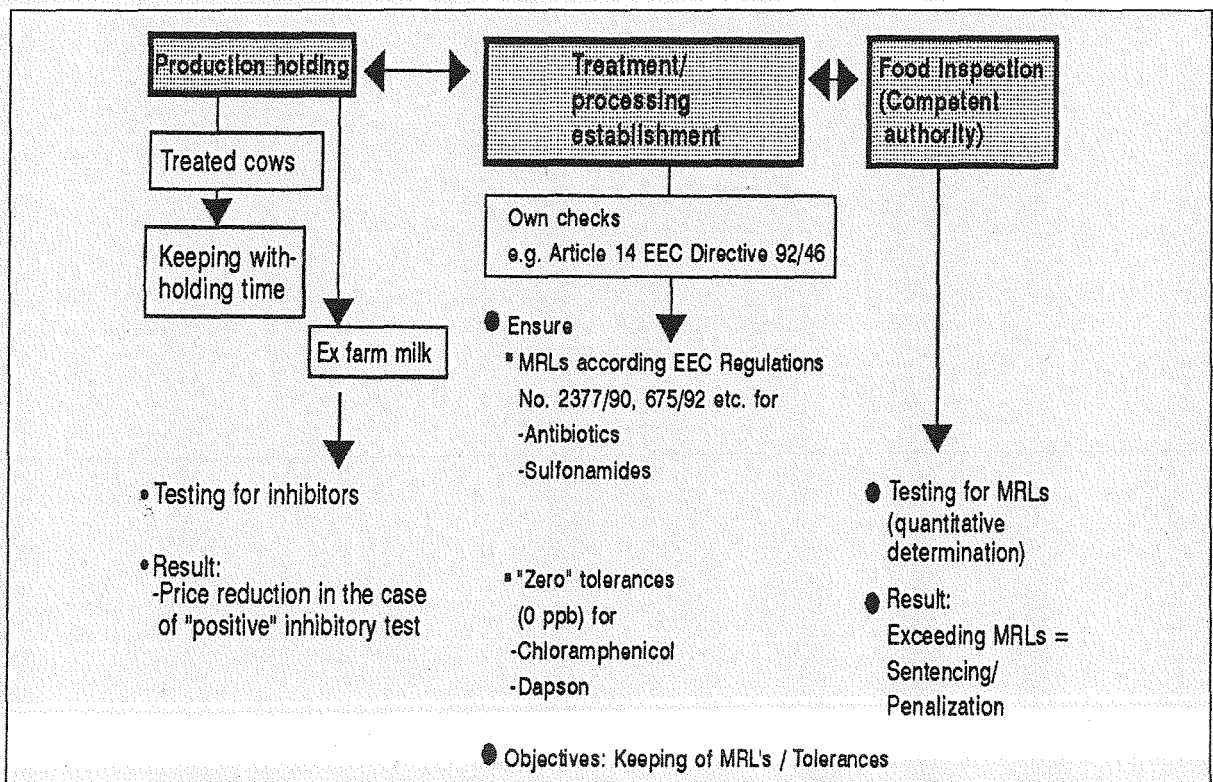 Production holding
Treated cows
Keeping with-
holding time
Ex farm milk
• Testing for inhibitors
• Result:
-Price reduction in the case
of "positive" inhibitory test
Treatment/
processing
establishment
Own checks
e.g. Article 14 EEC Directive 92/46
● Ensure
▪ MRLs according EEC Regulations
No. 2377/90, 675/92 etc. for
-Antibiotics
-Sulfonamides
▪ "Zero" tolerances
(0 ppb) for
-Chloramphenicol
-Dapson
Food Inspection
(Competent
authority)
● Testing for MRLs
(quantitative
determination)
● Result:
Exceeding MRLs =
Sentencing/
Penalization
● Objectives: Keeping of MRL's / Tolerances